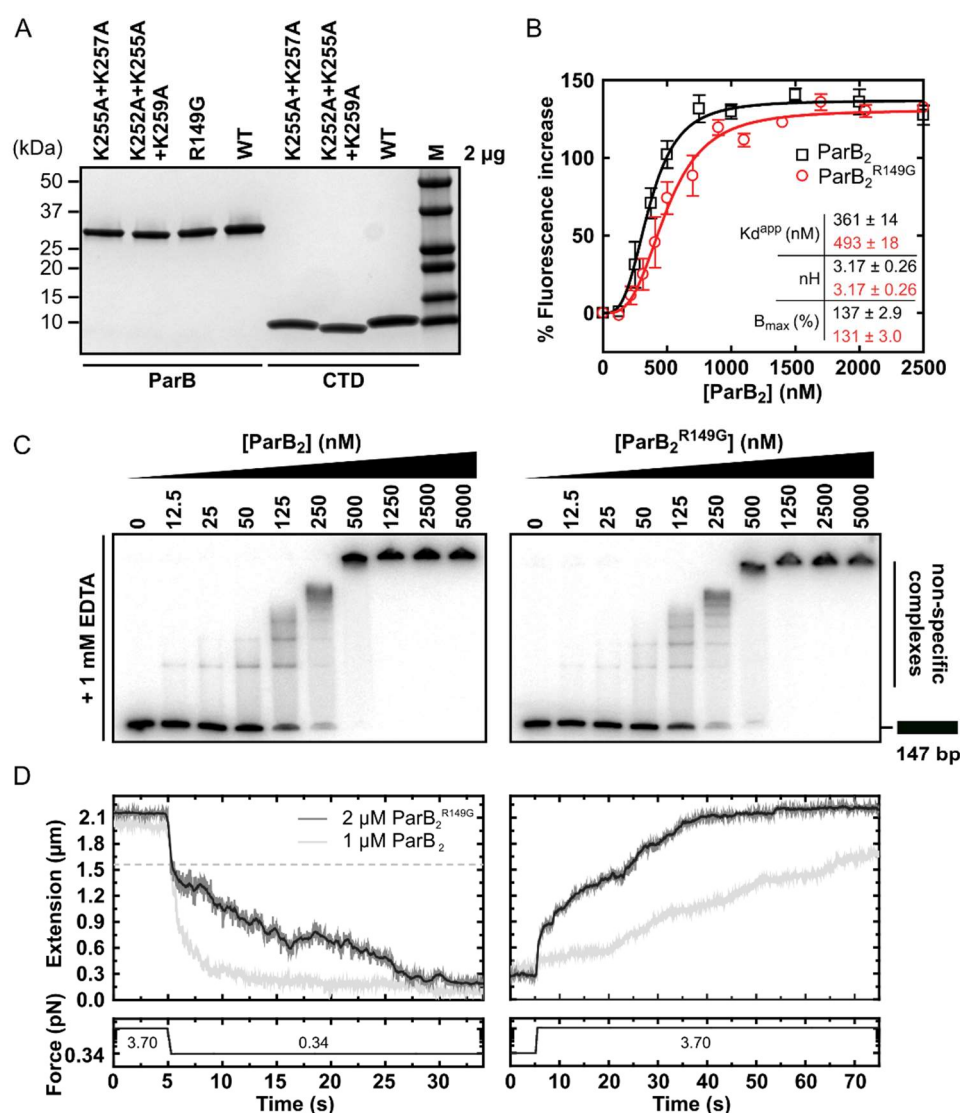 A
K255A+K257A
K252A+K255A
+K259A
R149G
WT
K255A+K257A
K252A+K255A
+K259A
WT
M
2 µg
(kDa)
50
37
25
20
15
10
ParB
CTD
B
% Fluorescence increase
150
100
50
0
ParB2
ParB2R149G
Kdapp (nM)
361 ± 14
493 ± 18
nH
3.17 ± 0.26
3.17 ± 0.26
Bmax (%)
137 ± 2.9
131 ± 3.0
0 500 1000 1500 2000 2500
[ParB2] (nM)
C
[ParB2] (nM)
0 12.5 25 50 125 250 500 1250 2000 5000
+ 1 mM EDTA
[ParB2R149G] (nM)
0 12.5 25 50 125 250 500 1250 2000 5000
non-specific
complexes
147 bp
D
Extension (µm)
2.1
1.8
1.5
1.2
0.9
0.6
0.3
0.0
2 µM ParB2R149G
1 µM ParB2
Force (pN)
0.34
3.70
0.34
3.70
0 5 10 15 20 25 30
Time (s)
0 10 20 30 40 50 60 70
Time (s)